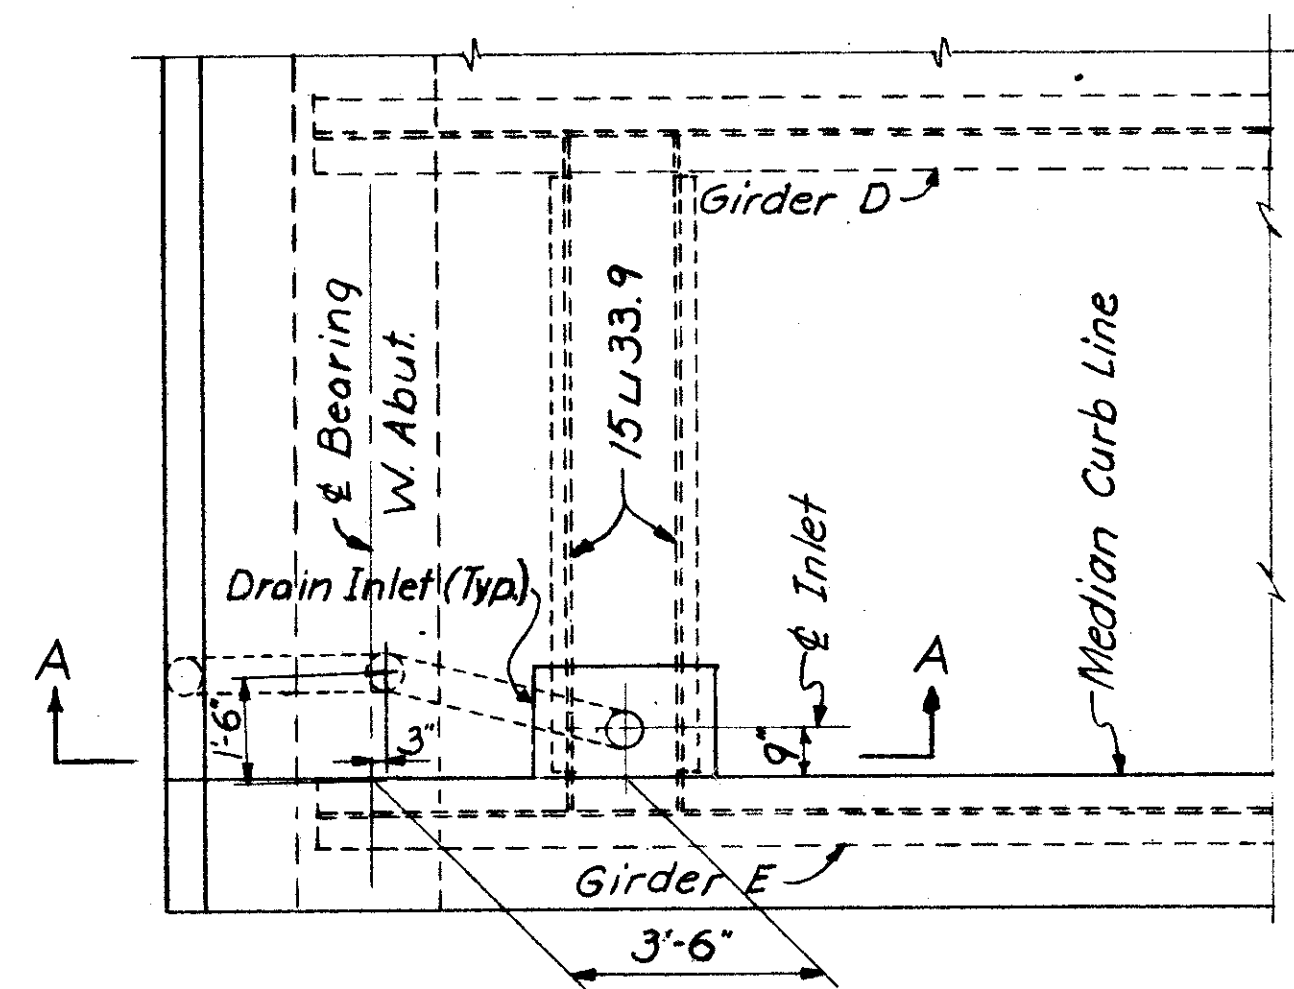 Girder D
15⊔33.9
℄ Bearing
W. Abut.
Median Curb Line
℄ Inlet
Drain Inlet (Typ.)
A
A
1'-6"
3"
9"
Girder E
3'-6"